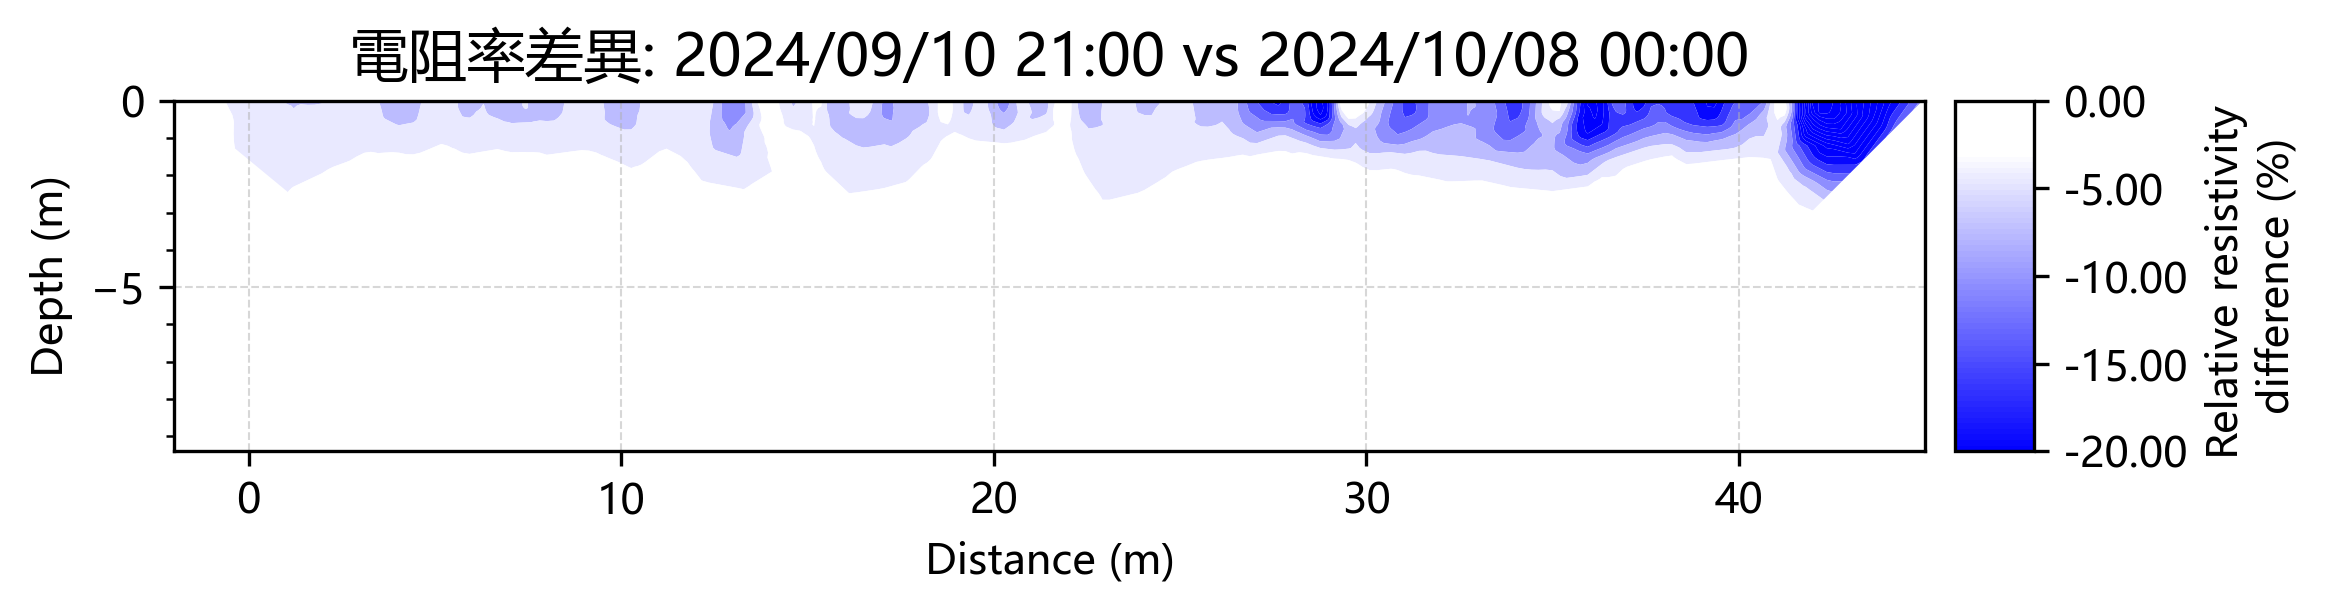 電阻率差異: 2024/09/10 21:00 vs 2024/10/08 00:00
0
−5
Depth (m)
0
10
20
30
40
Distance (m)
0.00
-5.00
-10.00
-15.00
-20.00
Relative resistivity
difference (%)